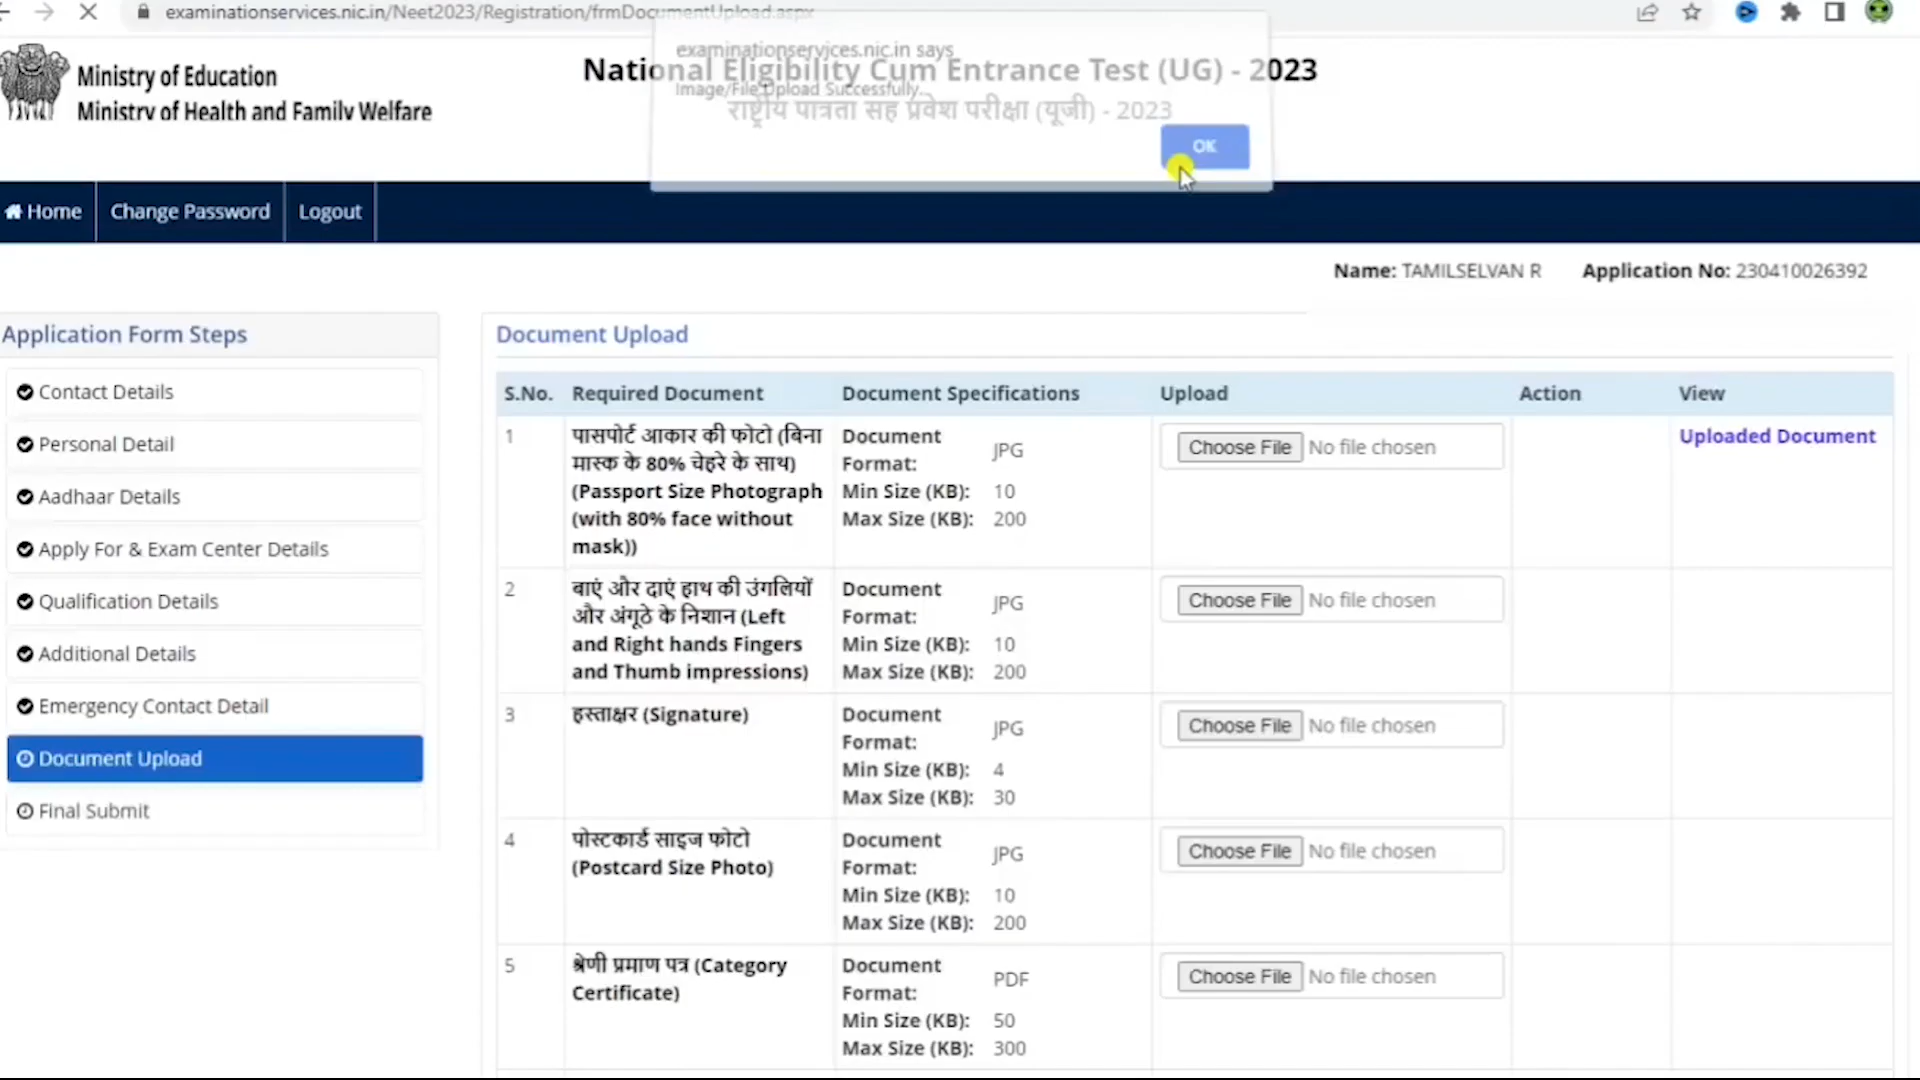 examinationservices.nic.in/Neet2023/Registration/frmDocumentUpload.aspx
examinationservices.nic.in says
Image/File Upload Successfully.
OK
Ministry of Education
Ministry of Health and Family Welfare
National Eligibility Cum Entrance Test (UG) - 2023
राष्ट्रीय पात्रता सह प्रवेश परीक्षा (यूजी) - 2023
Home Change Password Logout
Name: TAMILSELVAN R Application No: 230410026392
Application Form Steps
Contact Details
Personal Detail
Aadhaar Details
Apply For & Exam Center Details
Qualification Details
Additional Details
Emergency Contact Detail
Document Upload
Final Submit
Document Upload
S.No. Required Document Document Specifications Upload Action View
1 पासपोर्ट आकार की फोटो (बिना
मास्क के 80% चेहरे के साथ)
(Passport Size Photograph
(with 80% face without
mask))
Document
Format: JPG
Min Size (KB): 10
Max Size (KB): 200
Choose File No file chosen
Uploaded Document
2 बाएं और दाएं हाथ की उंगलियों
और अंगूठे के निशान (Left
and Right hands Fingers
and Thumb impressions)
Document
Format: JPG
Min Size (KB): 10
Max Size (KB): 200
Choose File No file chosen
3 हस्ताक्षर (Signature)
Document
Format: JPG
Min Size (KB): 4
Max Size (KB): 30
Choose File No file chosen
4 पोस्टकार्ड साइज फोटो
(Postcard Size Photo)
Document
Format: JPG
Min Size (KB): 10
Max Size (KB): 200
Choose File No file chosen
5 श्रेणी प्रमाण पत्र (Category
Certificate)
Document
Format: PDF
Min Size (KB): 50
Max Size (KB): 300
Choose File No file chosen